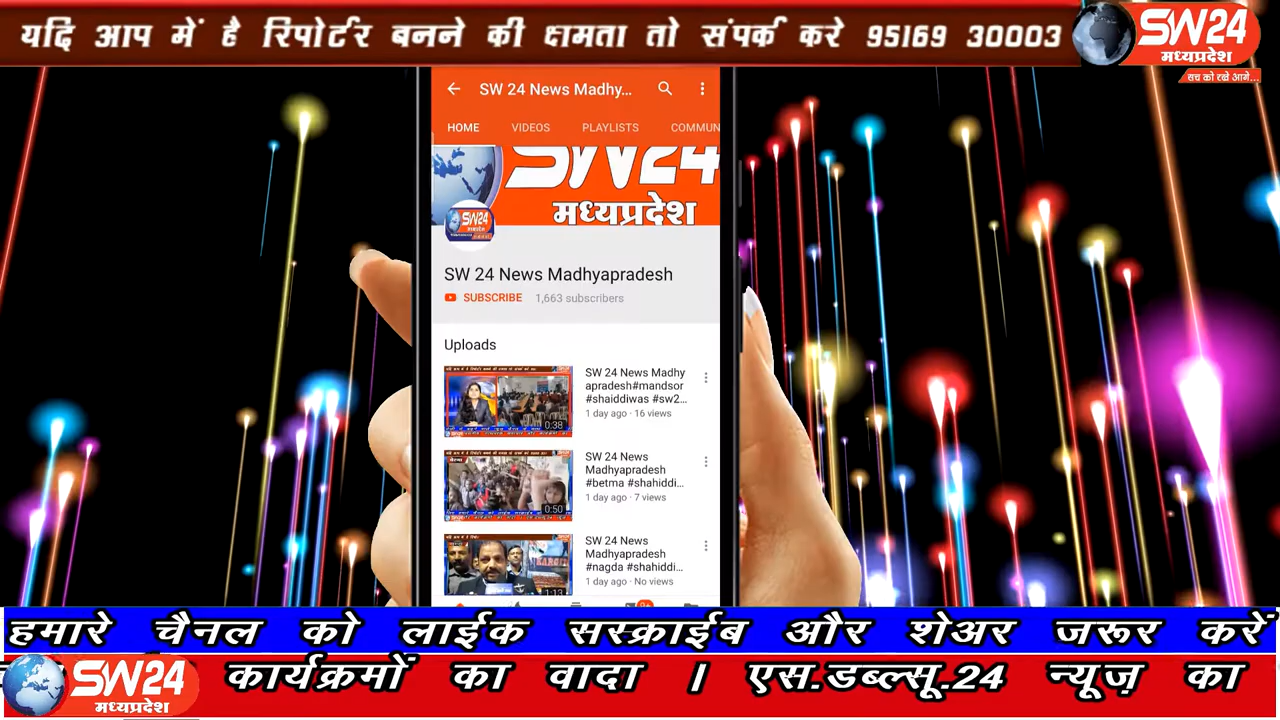 यदि आप में है रिपोर्टर बनने की क्षमता तो संपर्क करे 95169 30003
SW24
मध्यप्रदेश
सच को रखे आगे...
SW 24 News Madhy...
HOME VIDEOS PLAYLISTS COMMUN
SW24
मध्यप्रदेश
SW24
SW 24 News Madhyapradesh
SUBSCRIBE 1,663 subscribers
Uploads
SW 24 News Madhy
apradesh#mandsor
#shaiddiwas #sw2...
1 day ago · 16 views
0:38
SW 24 News
Madhyapradesh
#betma #shahiddi...
1 day ago · 7 views
0:50
SW 24 News
Madhyapradesh
#nagda #shahiddi...
1 day ago · No views
1:13
हमारे चैनल को लाईक सस्क्राईब और शेअर जरूर करें
कार्यक्रमों का वादा । एस.डब्ल्सू.24 न्यूज़ का
SW24
मध्यप्रदेश